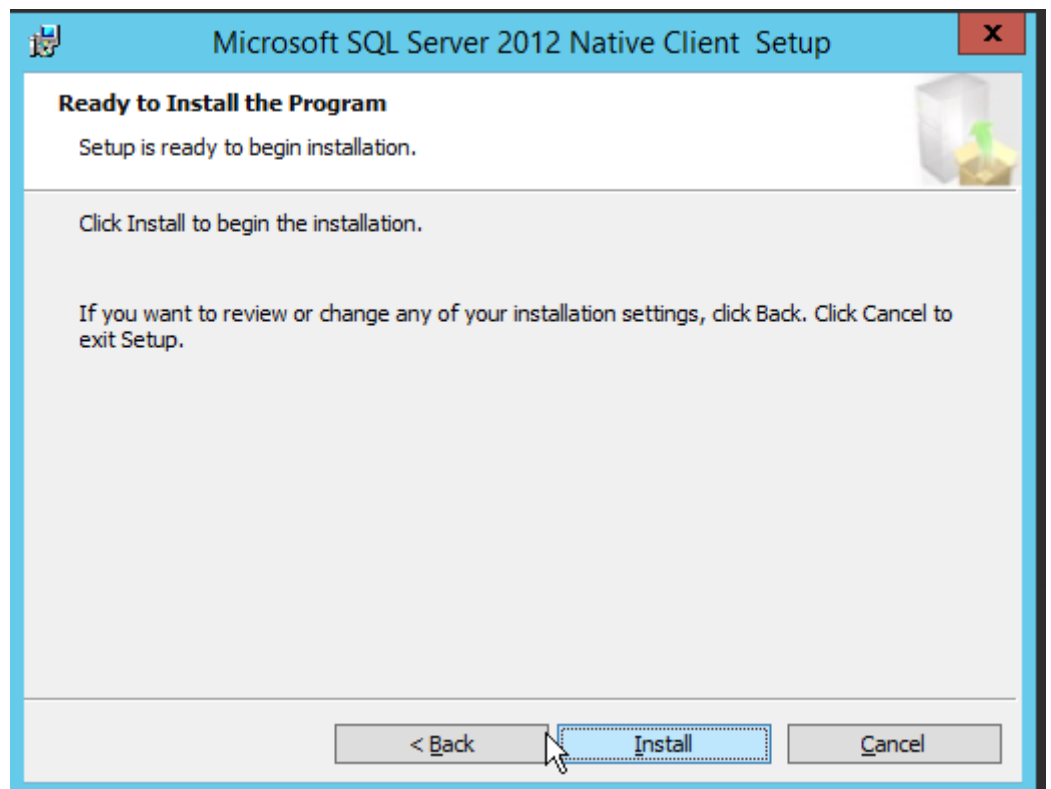 Microsoft SQL Server 2012 Native Client Setup
x
Ready to Install the Program
Setup is ready to begin installation.
Click Install to begin the installation.
If you want to review or change any of your installation settings, click Back. Click Cancel to
exit Setup.
< Back
Install
Cancel